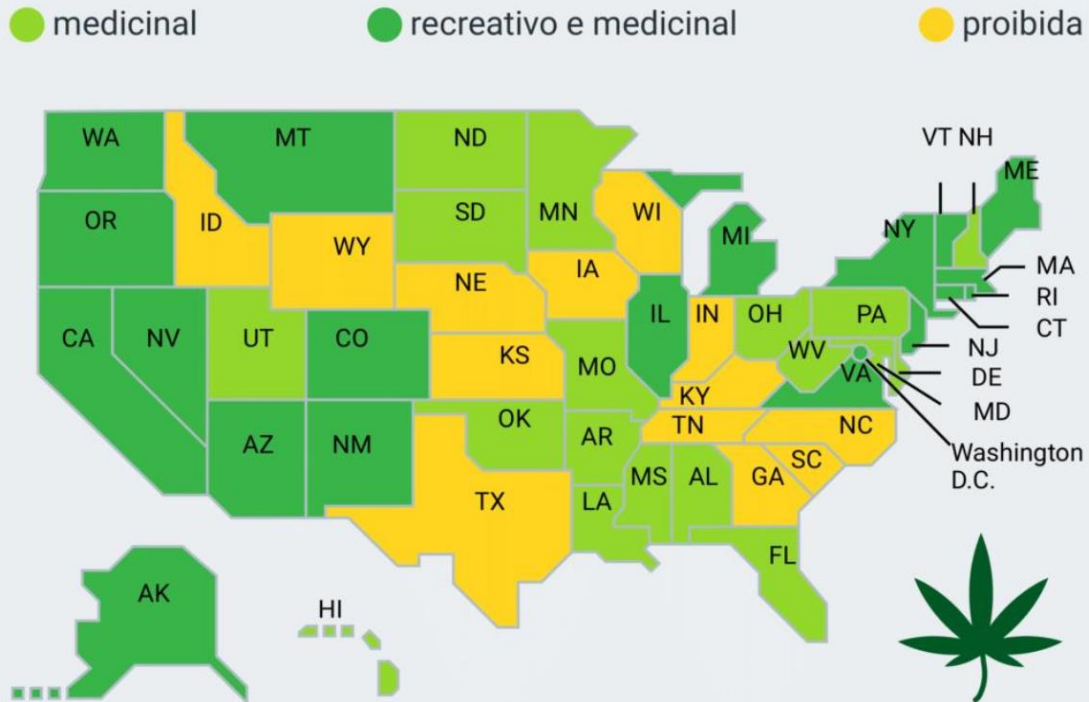 medicinal
recreativo e medicinal
proibida
WA
MT
ND
VT NH
ME
OR
ID
SD
MN
WI
NY
MI
WY
IA
MA
NE
RI
CA
NV
UT
CO
IL
IN
OH
PA
CT
KS
MO
WV
NJ
VA
DE
KY
MD
AZ
NM
OK
AR
TN
NC
Washington
D.C.
SC
MS
AL
GA
TX
LA
FL
AK
HI